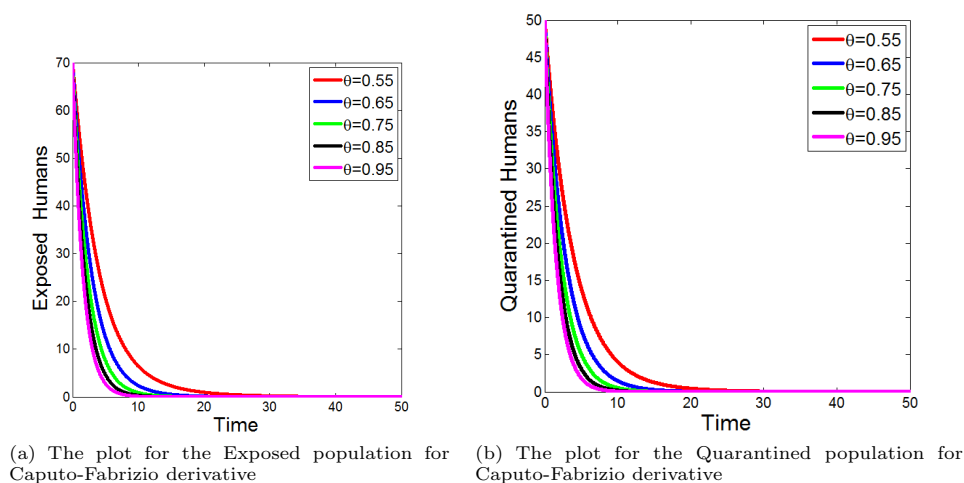 70
60
50
40
30
20
10
0
Exposed Humans
θ=0.55
θ=0.65
θ=0.75
θ=0.85
θ=0.95
0 10 20 30 40 50
Time
(a) The plot for the Exposed population for
Caputo-Fabrizio derivative
50
45
40
35
30
25
20
15
10
5
0
Quarantined Humans
θ=0.55
θ=0.65
θ=0.75
θ=0.85
θ=0.95
0 10 20 30 40 50
Time
(b) The plot for the Quarantined population for
Caputo-Fabrizio derivative